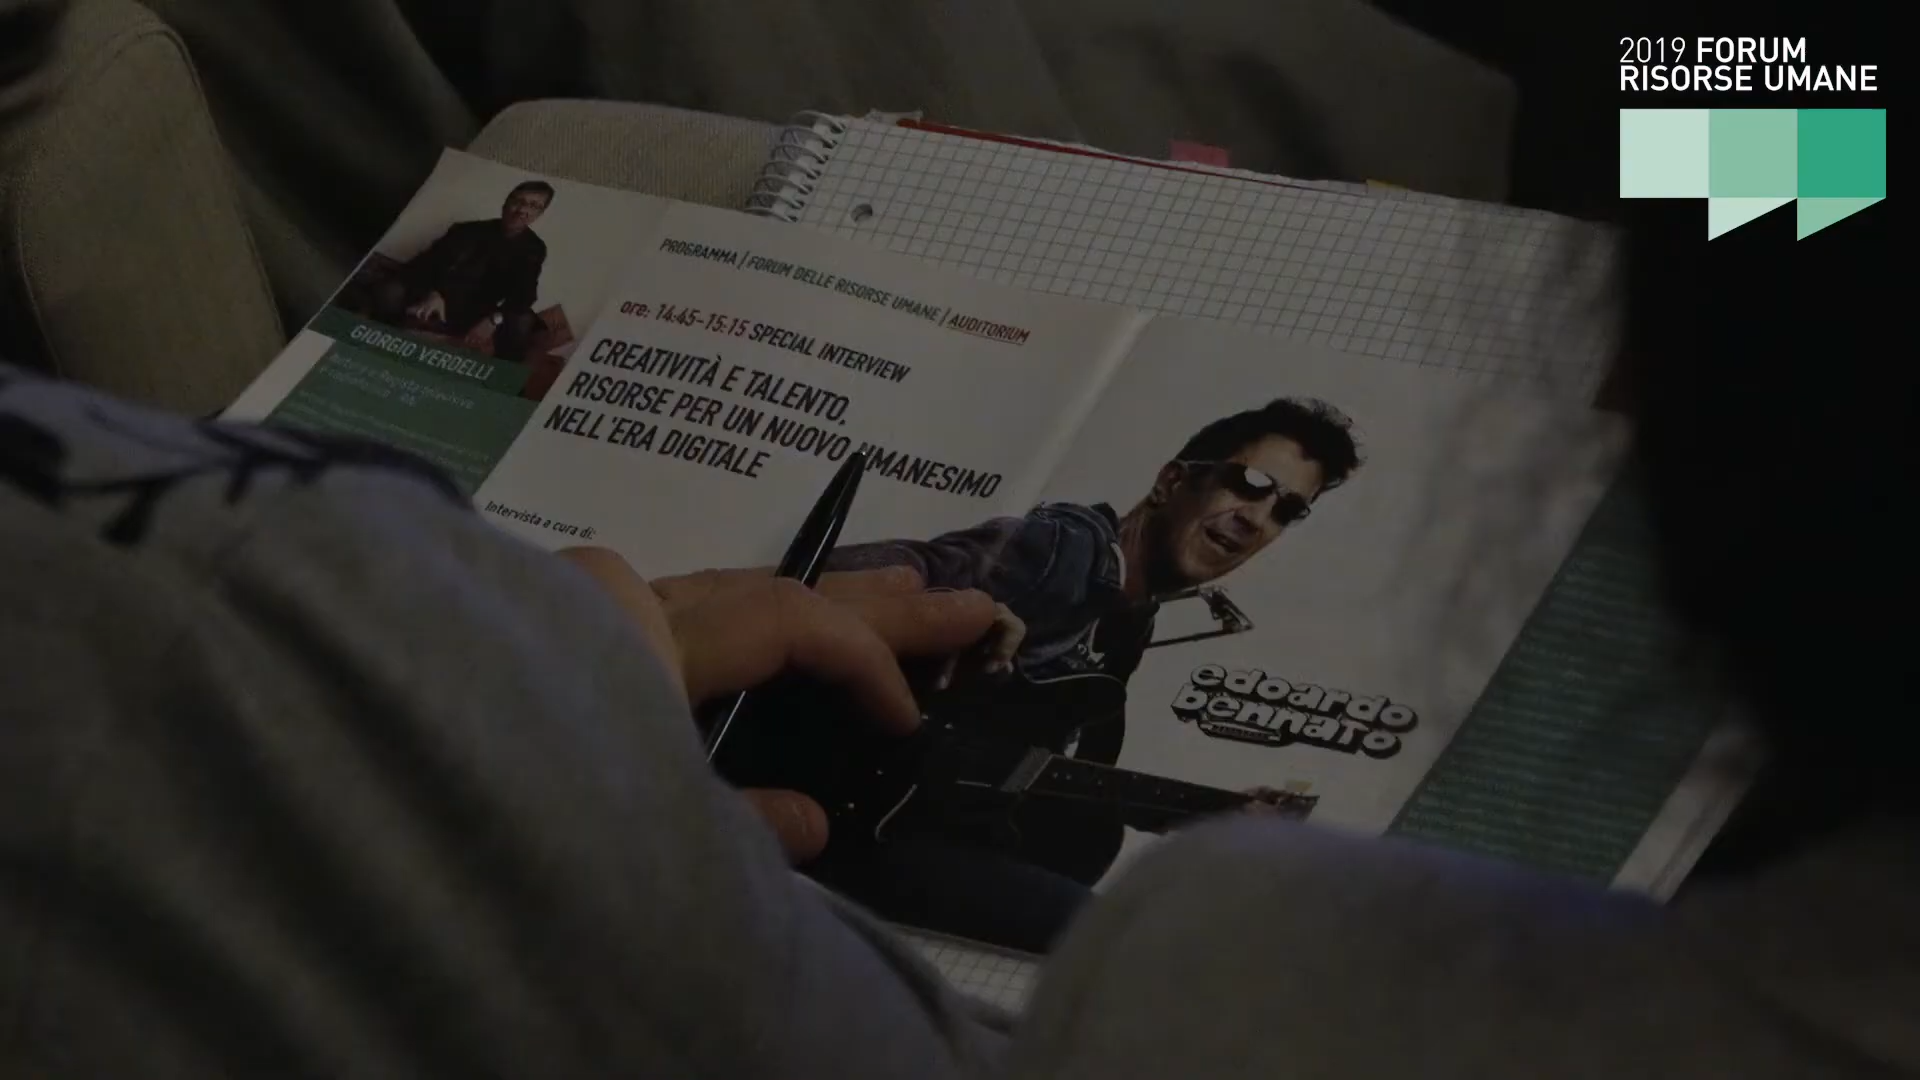 2019 FORUM
RISORSE UMANE
PROGRAMMA | FORUM DELLE RISORSE UMANE | AUDITORIUM
ore: 14:45-15:15 SPECIAL INTERVIEW
CREATIVITÀ E TALENTO,
RISORSE PER UN NUOVO UMANESIMO
NELL'ERA DIGITALE
Intervista a cura di:
GIORGIO VERDELLI
edoardo
bennato